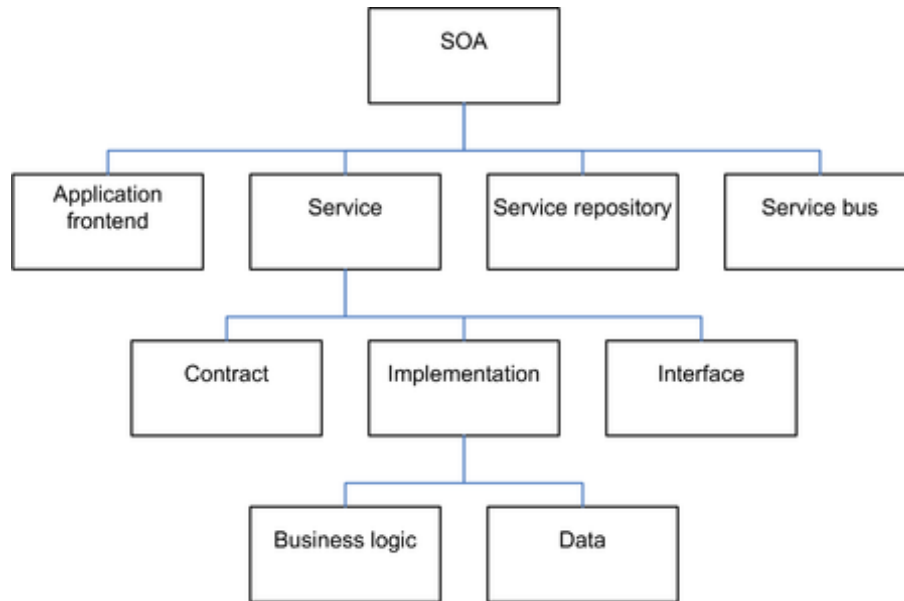 SOA
Application
frontend
Service
Service repository
Service bus
Contract
Implementation
Interface
Business logic
Data